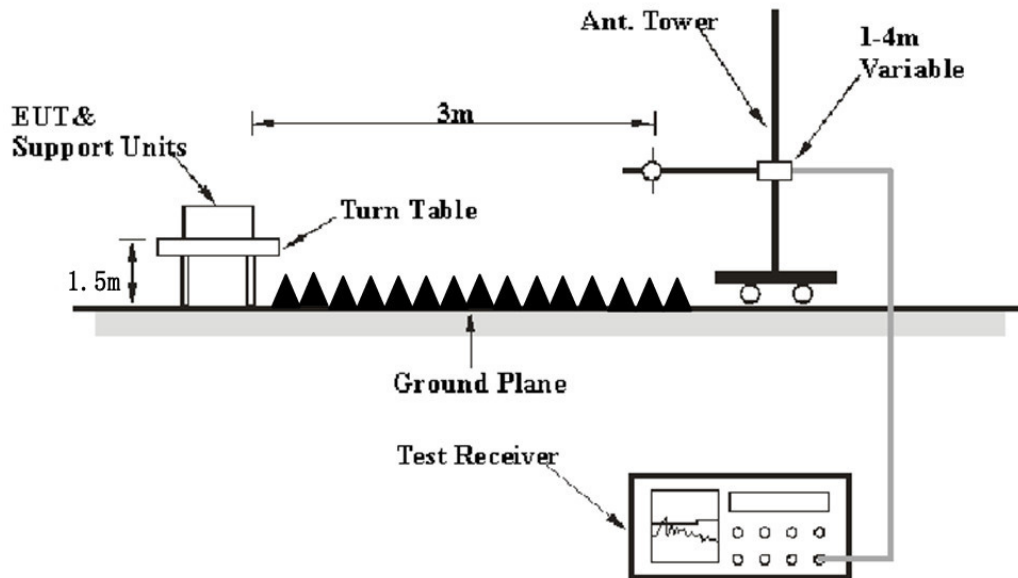 Ant. Tower
1-4m
Variable
3m
EUT&
Support Units
Turn Table
1.5m
Ground Plane
Test Receiver